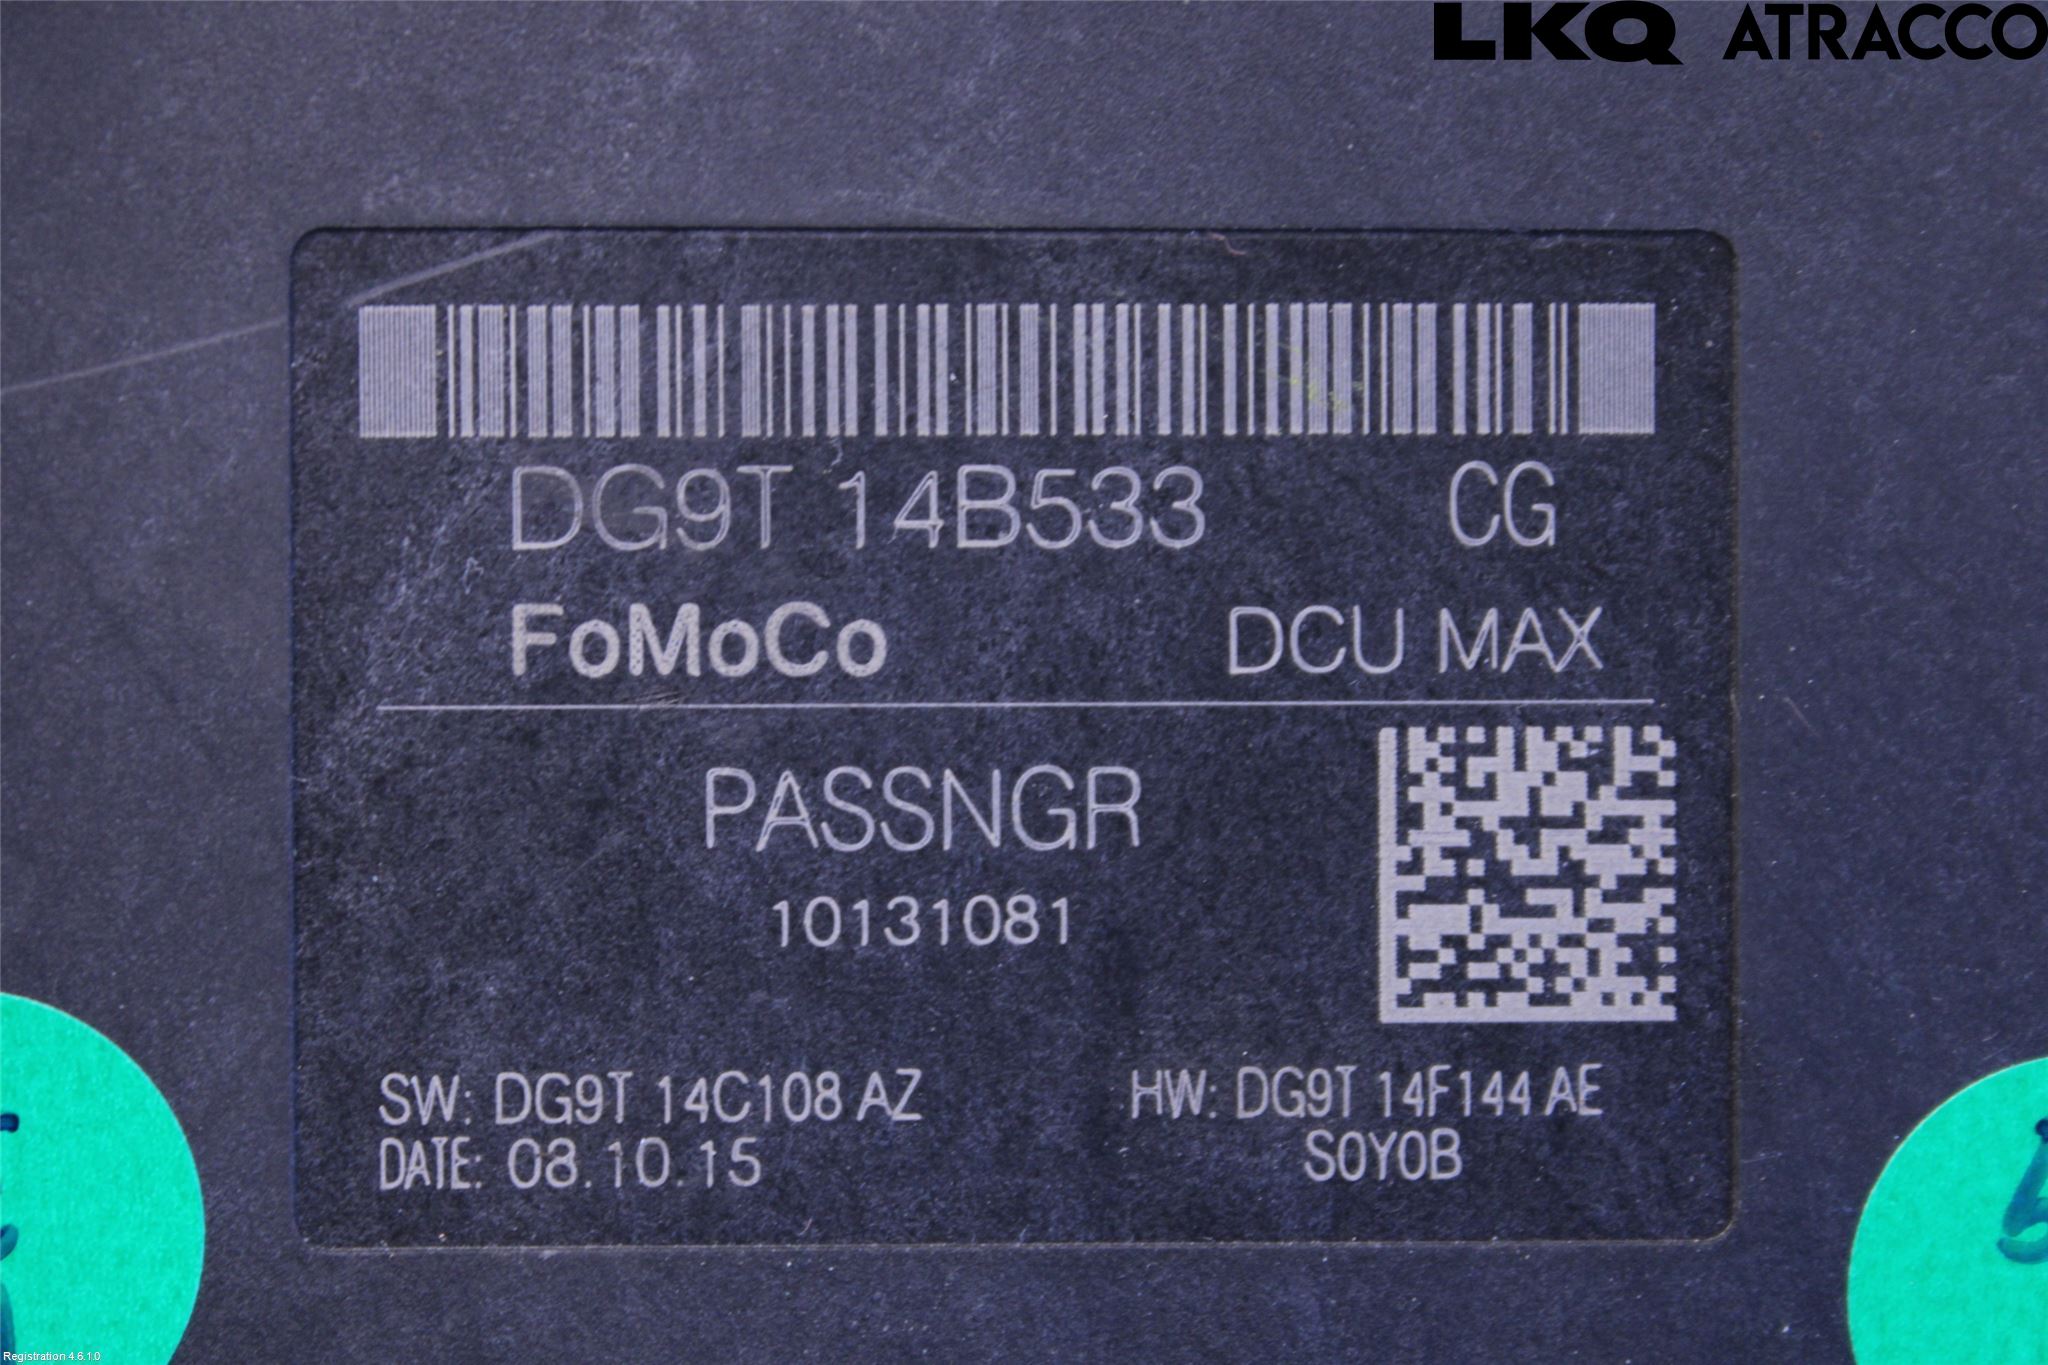 LKQ ATRACCO
DG9T 14B533 CG
FoMoCo DCU MAX
PASSNGR
10131081
SW: DG9T 14C108 AZ HW: DG9T 14F144 AE
DATE: 08.10.15 S0Y0B
5
Registration 4.6.1.0